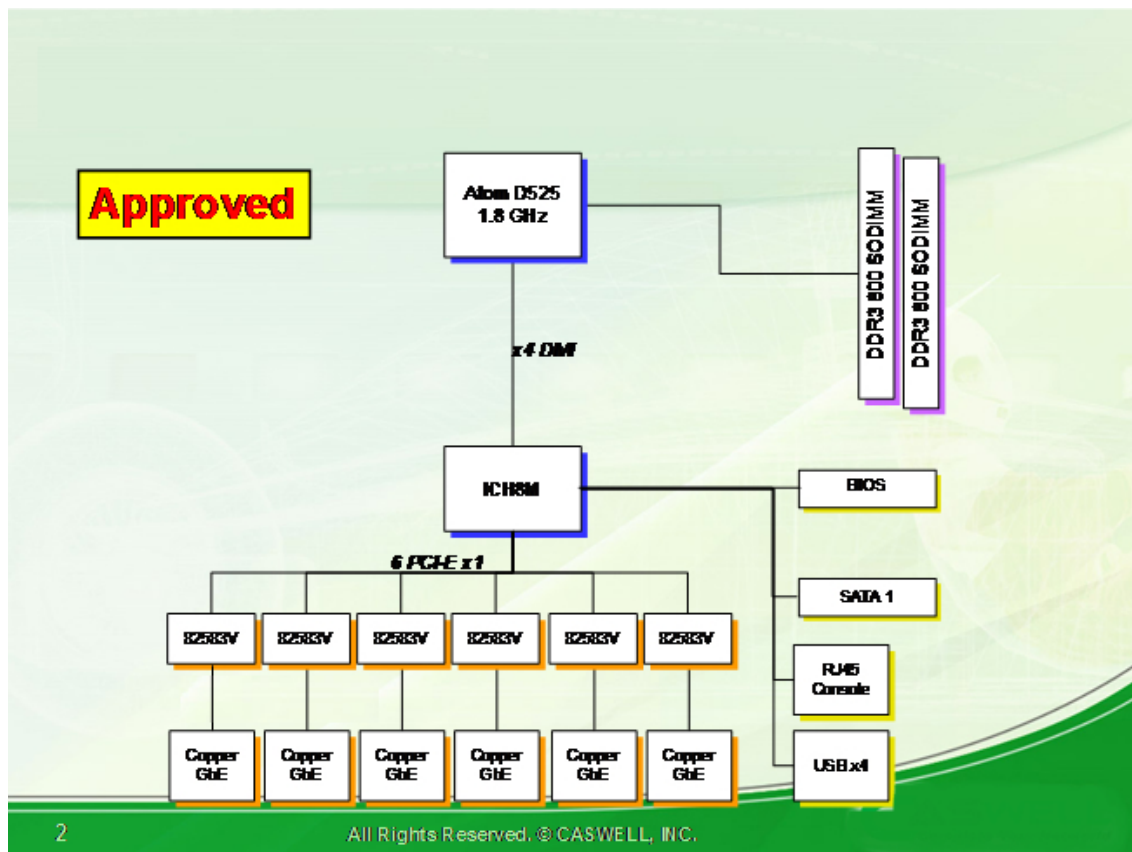 Approved
Atom D525
1.8 GHz
DDR3 800 SODIMM
DDR3 800 SODIMM
x4 DMI
ICH8M
BIOS
6 PCI-E x1
SATA 1
82583V
82583V
82583V
82583V
82583V
82583V
RJ45
Console
Copper
GbE
Copper
GbE
Copper
GbE
Copper
GbE
Copper
GbE
Copper
GbE
USB x4
2
All Rights Reserved. © CASWELL, INC.